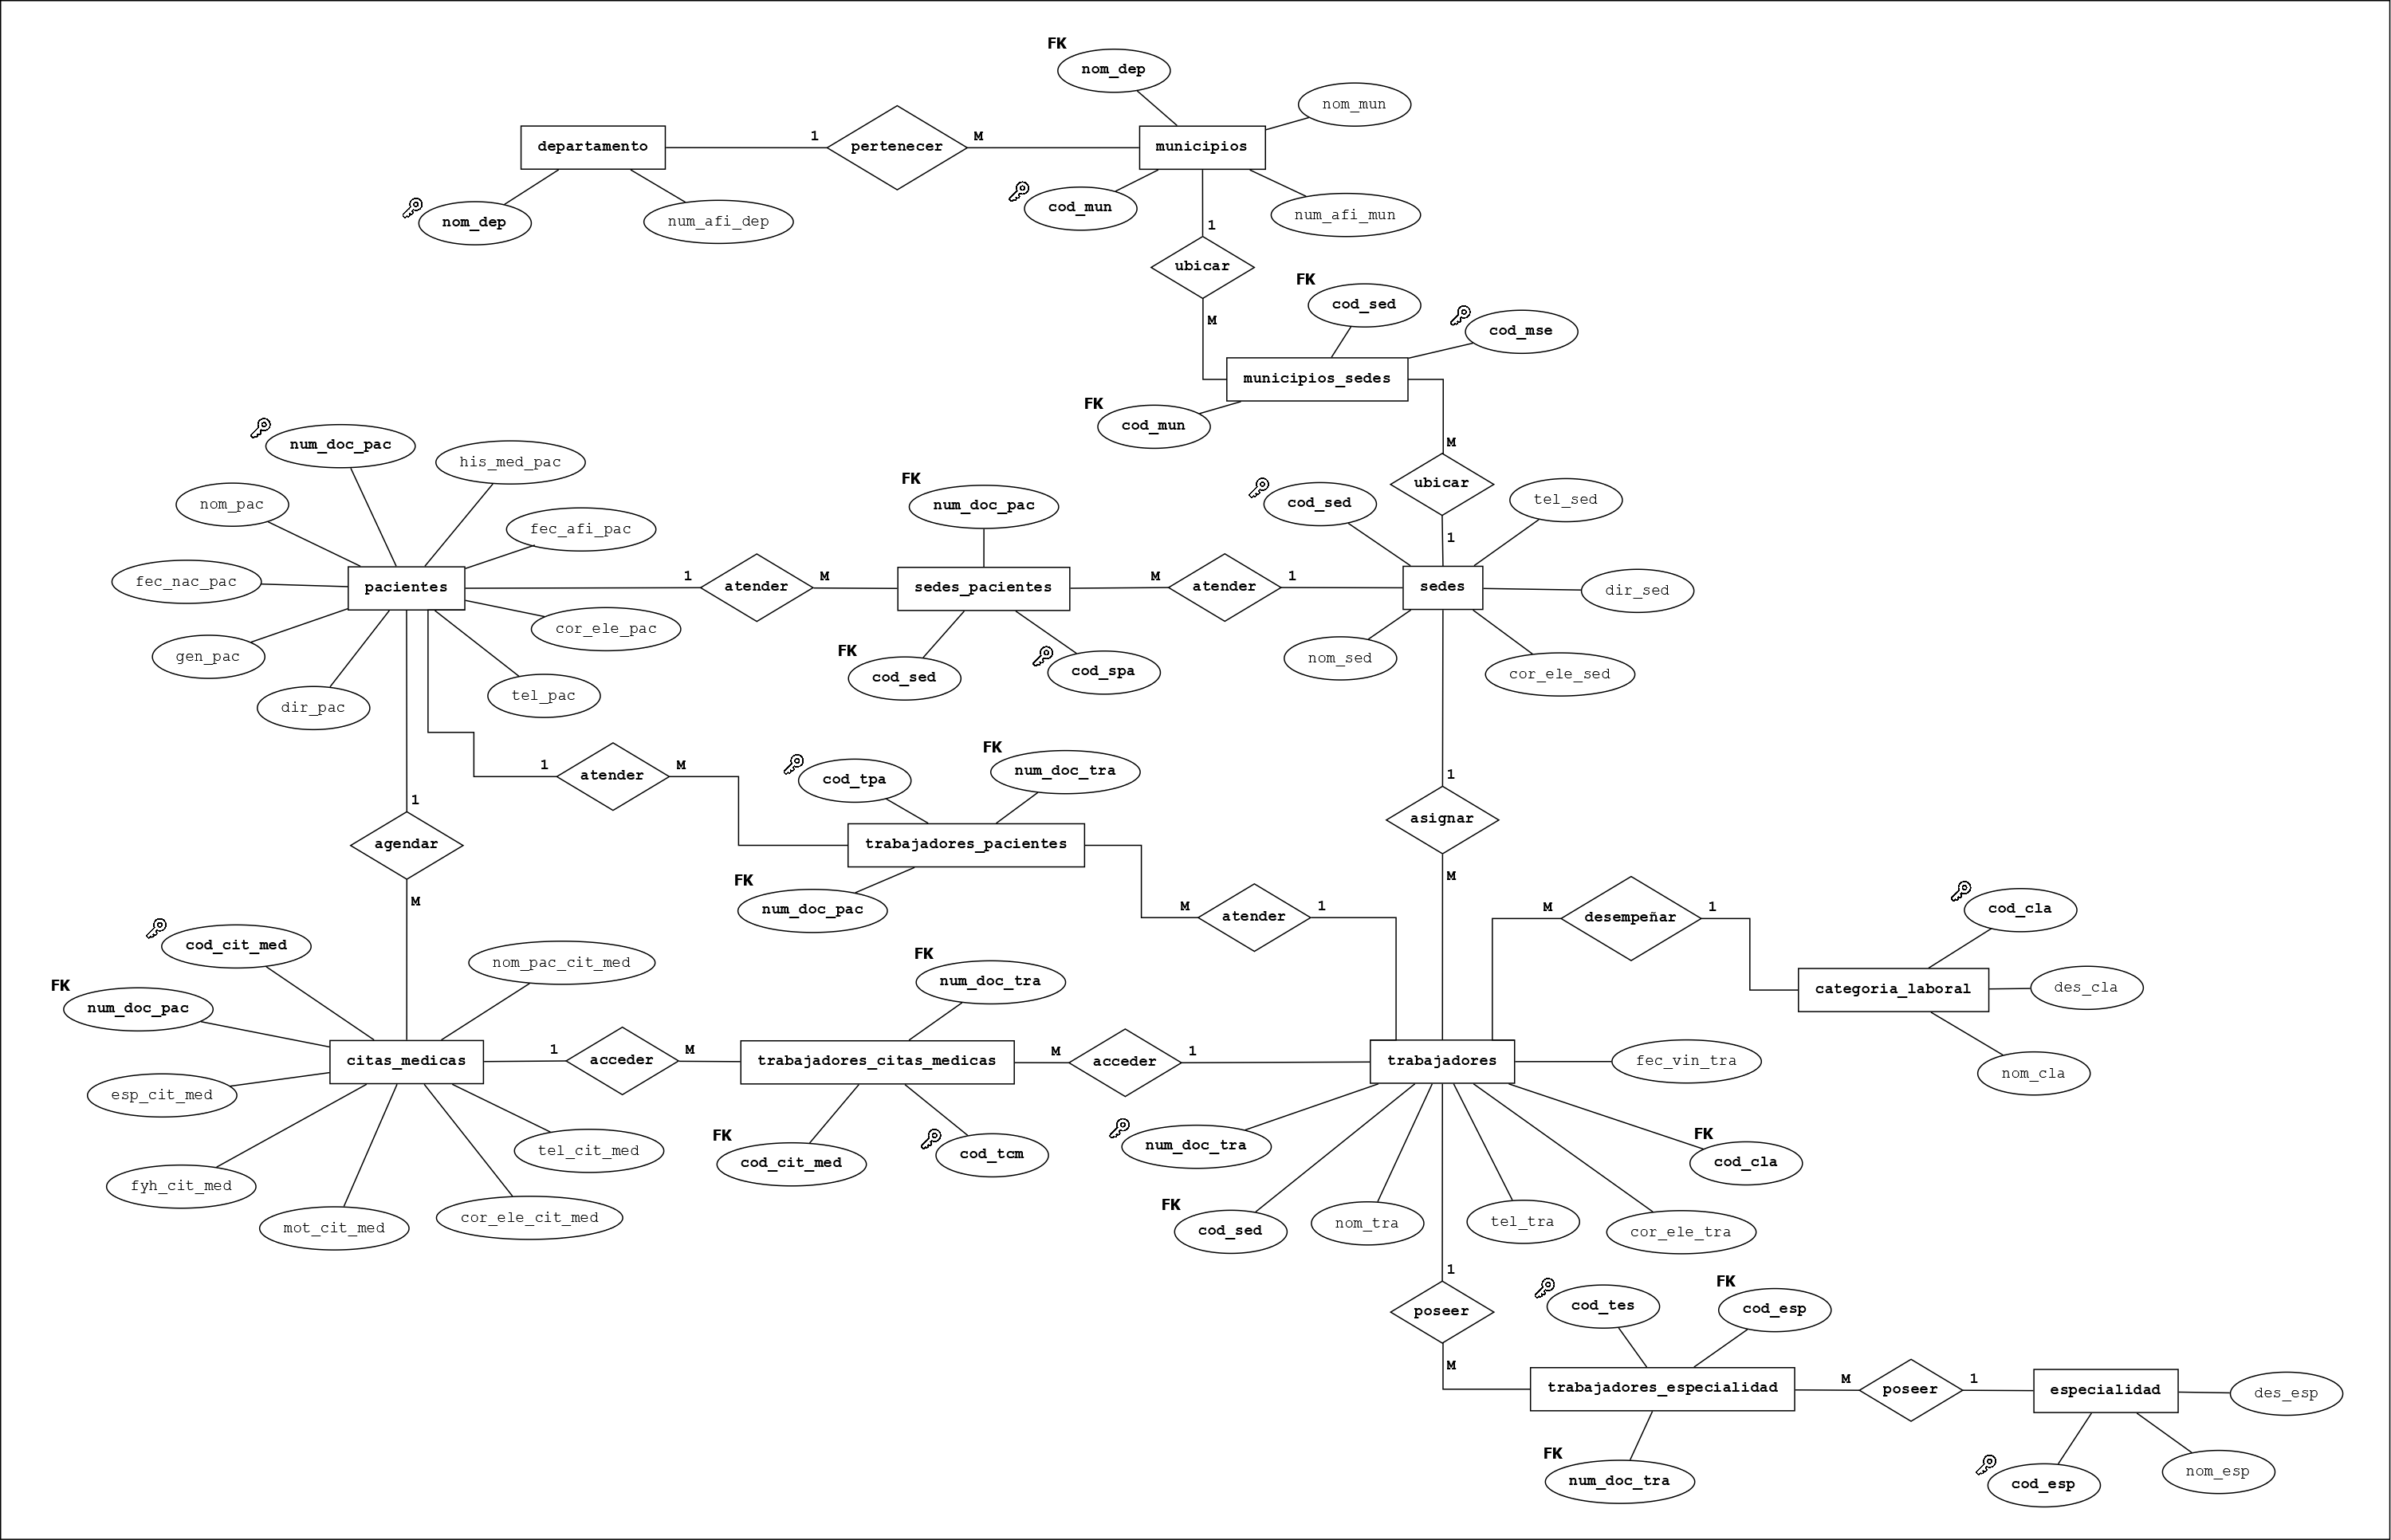 FK
nom_dep
nom_mun
departamento
1
pertenecer
M
municipios
nom_dep
num_afi_dep
cod_mun
num_afi_mun
1
ubicar
M
FK
cod_sed
cod_mse
municipios_sedes
FK
cod_mun
M
ubicar
1
num_doc_pac
his_med_pac
nom_pac
fec_afi_pac
fec_nac_pac
pacientes
cor_ele_pac
gen_pac
dir_pac
tel_pac
1
atender
M
FK
num_doc_pac
sedes_pacientes
FK
cod_sed
cod_spa
M
atender
1
cod_sed
tel_sed
sedes
dir_sed
nom_sed
cor_ele_sed
1
atender
M
cod_tpa
FK
num_doc_tra
trabajadores_pacientes
FK
num_doc_pac
M
atender
1
1
asignar
M
1
agendar
M
M
desempeñar
1
cod_cla
categoria_laboral
des_cla
nom_cla
cod_cit_med
nom_pac_cit_med
FK
num_doc_pac
citas_medicas
esp_cit_med
fyh_cit_med
mot_cit_med
cor_ele_cit_med
tel_cit_med
1
acceder
M
FK
num_doc_tra
trabajadores_citas_medicas
FK
cod_cit_med
cod_tcm
M
acceder
1
trabajadores
fec_vin_tra
num_doc_tra
FK
cod_cla
FK
cod_sed
nom_tra
tel_tra
cor_ele_tra
1
poseer
M
cod_tes
FK
cod_esp
trabajadores_especialidad
FK
num_doc_tra
M
poseer
1
especialidad
des_esp
cod_esp
nom_esp